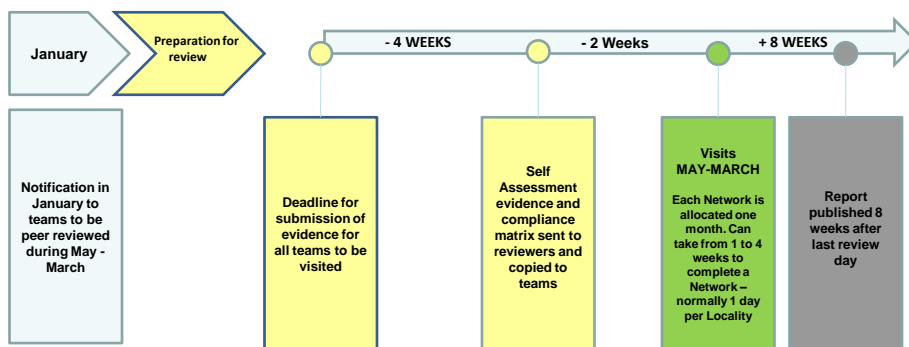 January
Preparation for
review
- 4 WEEKS
- 2 Weeks
+ 8 WEEKS
Notification in
January to
teams to be
peer reviewed
during May -
March
Deadline for
submission of
evidence for
all teams to be
visited
Self
Assessment
evidence and
compliance
matrix sent to
reviewers and
copied to
teams
Visits
MAY-MARCH
Each Network is
allocated one
month. Can
take from 1 to 4
weeks to
complete a
Network –
normally 1 day
per Locality
Report
published 8
weeks after
last review
day